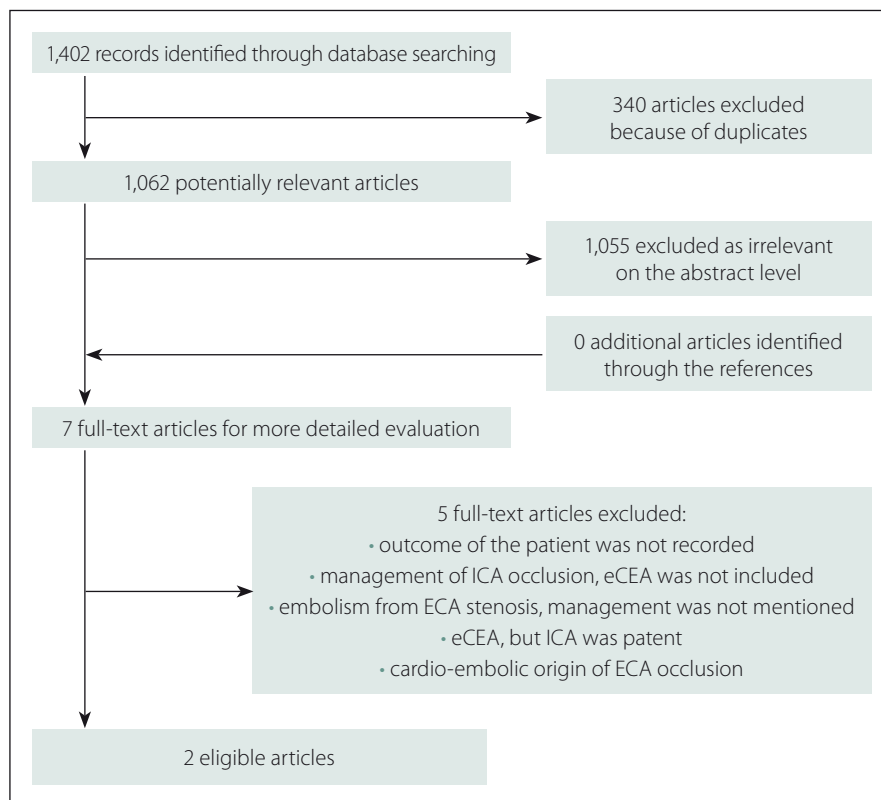 1,402 records identified through database searching
340 articles excluded
because of duplicates
1,062 potentially relevant articles
1,055 excluded as irrelevant
on the abstract level
0 additional articles identified
through the references
7 full-text articles for more detailed evaluation
5 full-text articles excluded:
• outcome of the patient was not recorded
• management of ICA occlusion, eCEA was not included
• embolism from ECA stenosis, management was not mentioned
• eCEA, but ICA was patent
• cardio-embolic origin of ECA occlusion
2 eligible articles